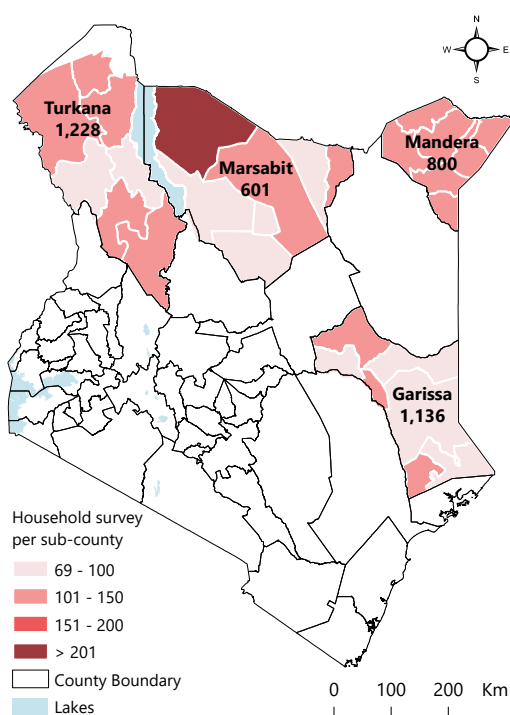 N
W
E
S
Turkana
1,228
Marsabit
601
Mandera
800
Garissa
1,136
Household survey
per sub-county
69 - 100
101 - 150
151 - 200
> 201
County Boundary
Lakes
0 100 200 Km